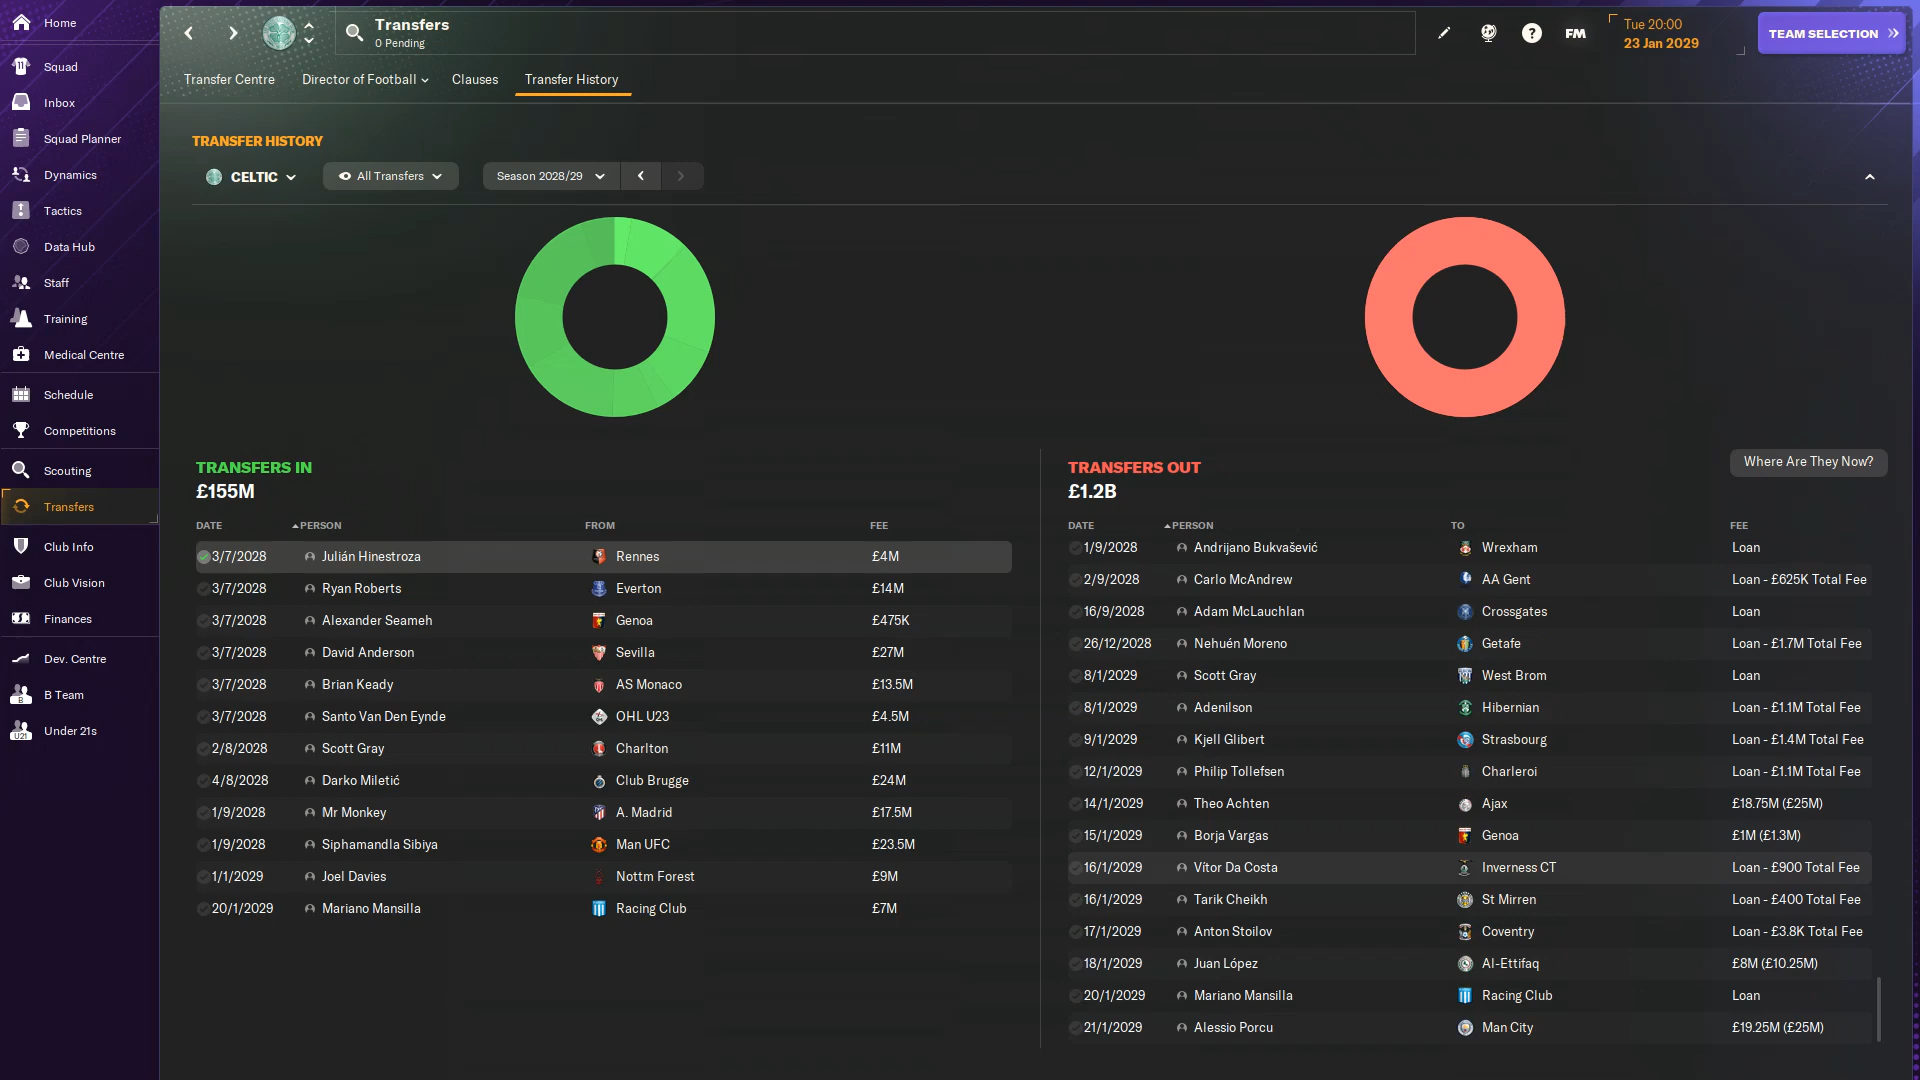 Home
Squad
Inbox
Squad Planner
Dynamics
Tactics
Data Hub
Staff
Training
Medical Centre
Schedule
Competitions
Scouting
Transfers
Club Info
Club Vision
Finances
Dev. Centre
B Team
Under 21s
Transfers
0 Pending
FM
Tue 20:00
23 Jan 2029
TEAM SELECTION
Transfer Centre Director of Football Clauses Transfer History
TRANSFER HISTORY
CELTIC All Transfers Season 2028/29
TRANSFERS IN
£155M
DATE PERSON FROM FEE
3/7/2028 Julián Hinestroza Rennes £4M
3/7/2028 Ryan Roberts Everton £14M
3/7/2028 Alexander Seameh Genoa £475K
3/7/2028 David Anderson Sevilla £27M
3/7/2028 Brian Keady AS Monaco £13.5M
3/7/2028 Santo Van Den Eynde OHL U23 £4.5M
2/8/2028 Scott Gray Charlton £11M
4/8/2028 Darko Miletić Club Brugge £24M
1/9/2028 Mr Monkey A. Madrid £17.5M
1/9/2028 Siphamandla Sibiya Man UFC £23.5M
1/1/2029 Joel Davies Nottm Forest £9M
20/1/2029 Mariano Mansilla Racing Club £7M
TRANSFERS OUT
£1.2B
Where Are They Now?
DATE PERSON TO FEE
1/9/2028 Andrijano Bukvašević Wrexham Loan
2/9/2028 Carlo McAndrew AA Gent Loan - £625K Total Fee
16/9/2028 Adam McLauchlan Crossgates Loan
26/12/2028 Nehuén Moreno Getafe Loan - £1.7M Total Fee
8/1/2029 Scott Gray West Brom Loan
8/1/2029 Adenilson Hibernian Loan - £1.1M Total Fee
9/1/2029 Kjell Glibert Strasbourg Loan - £1.4M Total Fee
12/1/2029 Philip Tollefsen Charleroi Loan - £1.1M Total Fee
14/1/2029 Theo Achten Ajax £18.75M (£25M)
15/1/2029 Borja Vargas Genoa £1M (£1.3M)
16/1/2029 Vítor Da Costa Inverness CT Loan - £900 Total Fee
16/1/2029 Tarik Cheikh St Mirren Loan - £400 Total Fee
17/1/2029 Anton Stoilov Coventry Loan - £3.8K Total Fee
18/1/2029 Juan López Al-Ettifaq £8M (£10.25M)
20/1/2029 Mariano Mansilla Racing Club Loan
21/1/2029 Alessio Porcu Man City £19.25M (£25M)